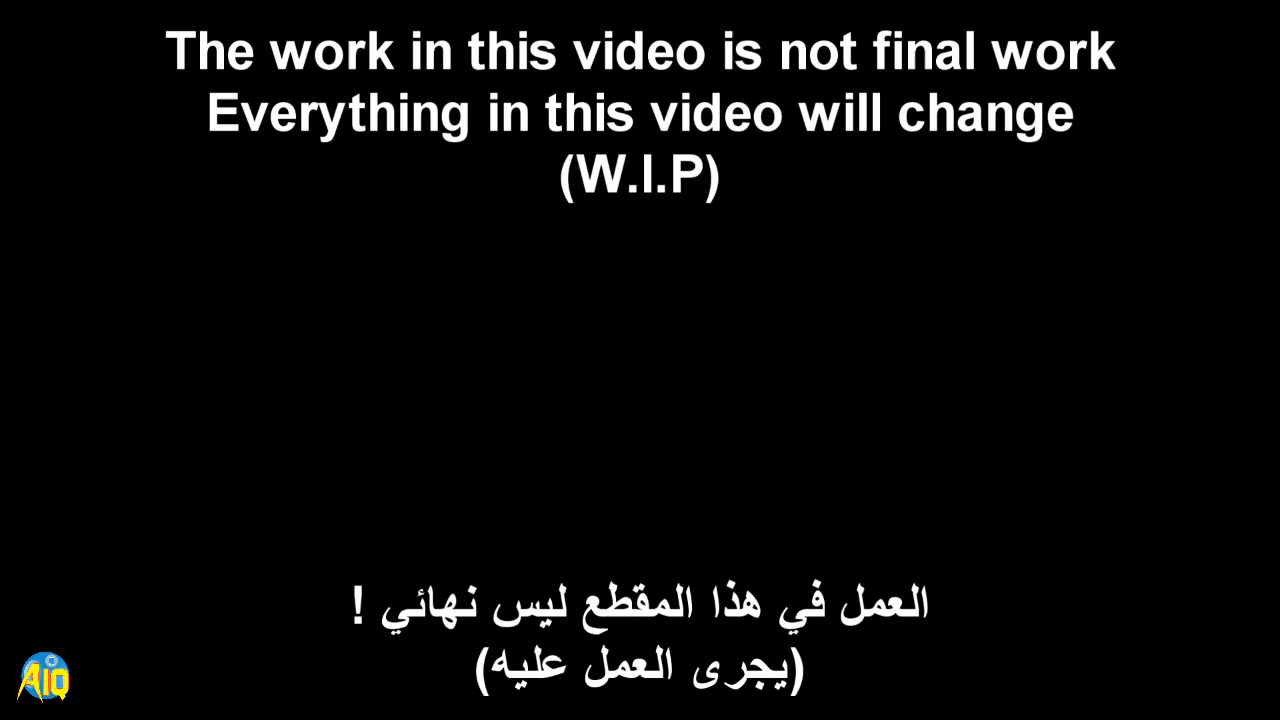 The work in this video is not final work
Everything in this video will change
(W.I.P)
العمل في هذا المقطع ليس نهائي !
(يجرى العمل عليه)
AIQ